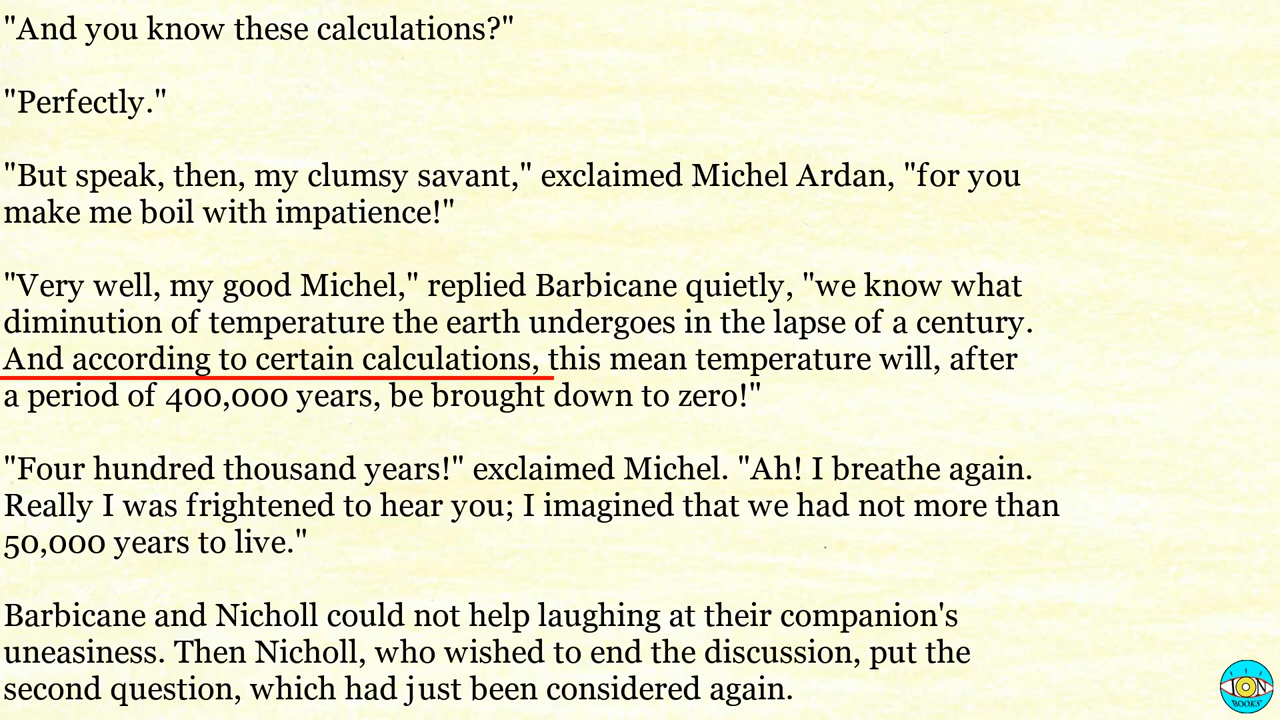 "And you know these calculations?"
"Perfectly."
"But speak, then, my clumsy savant," exclaimed Michel Ardan, "for you
make me boil with impatience!"
"Very well, my good Michel," replied Barbicane quietly, "we know what
diminution of temperature the earth undergoes in the lapse of a century.
And according to certain calculations, this mean temperature will, after
a period of 400,000 years, be brought down to zero!"
"Four hundred thousand years!" exclaimed Michel. "Ah! I breathe again.
Really I was frightened to hear you; I imagined that we had not more than
50,000 years to live."
Barbicane and Nicholl could not help laughing at their companion's
uneasiness. Then Nicholl, who wished to end the discussion, put the
second question, which had just been considered again.
ION
BOOKS